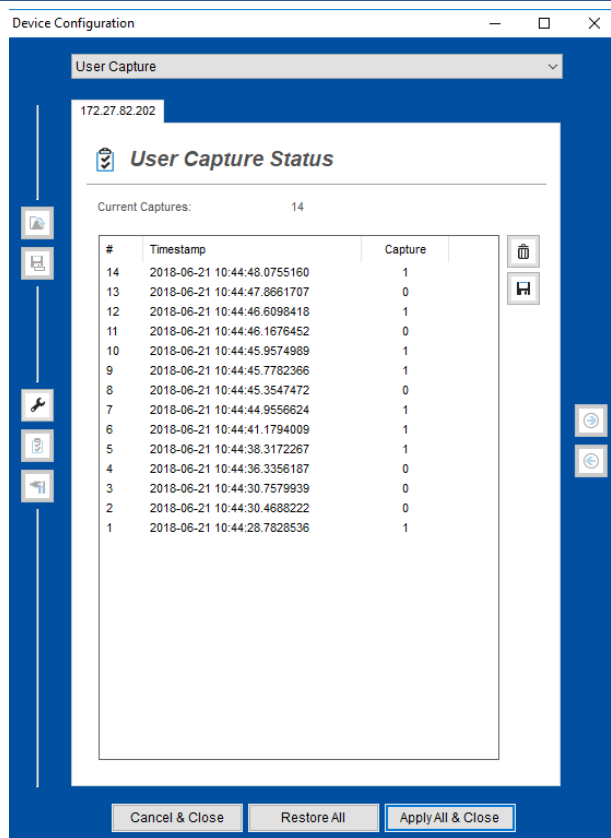 Device Configuration
User Capture
172.27.82.202
User Capture Status
Current Captures: 14
# Timestamp Capture
14 2018-06-21 10:44:48.0755160 1
13 2018-06-21 10:44:47.8661707 0
12 2018-06-21 10:44:46.6098418 1
11 2018-06-21 10:44:46.1676452 0
10 2018-06-21 10:44:45.9574989 1
9 2018-06-21 10:44:45.7782366 1
8 2018-06-21 10:44:45.3547472 0
7 2018-06-21 10:44:44.9556624 1
6 2018-06-21 10:44:41.1794009 1
5 2018-06-21 10:44:38.3172267 1
4 2018-06-21 10:44:36.3356187 0
3 2018-06-21 10:44:30.7579939 0
2 2018-06-21 10:44:30.4688222 0
1 2018-06-21 10:44:28.7828536 1
Cancel & Close Restore All Apply All & Close